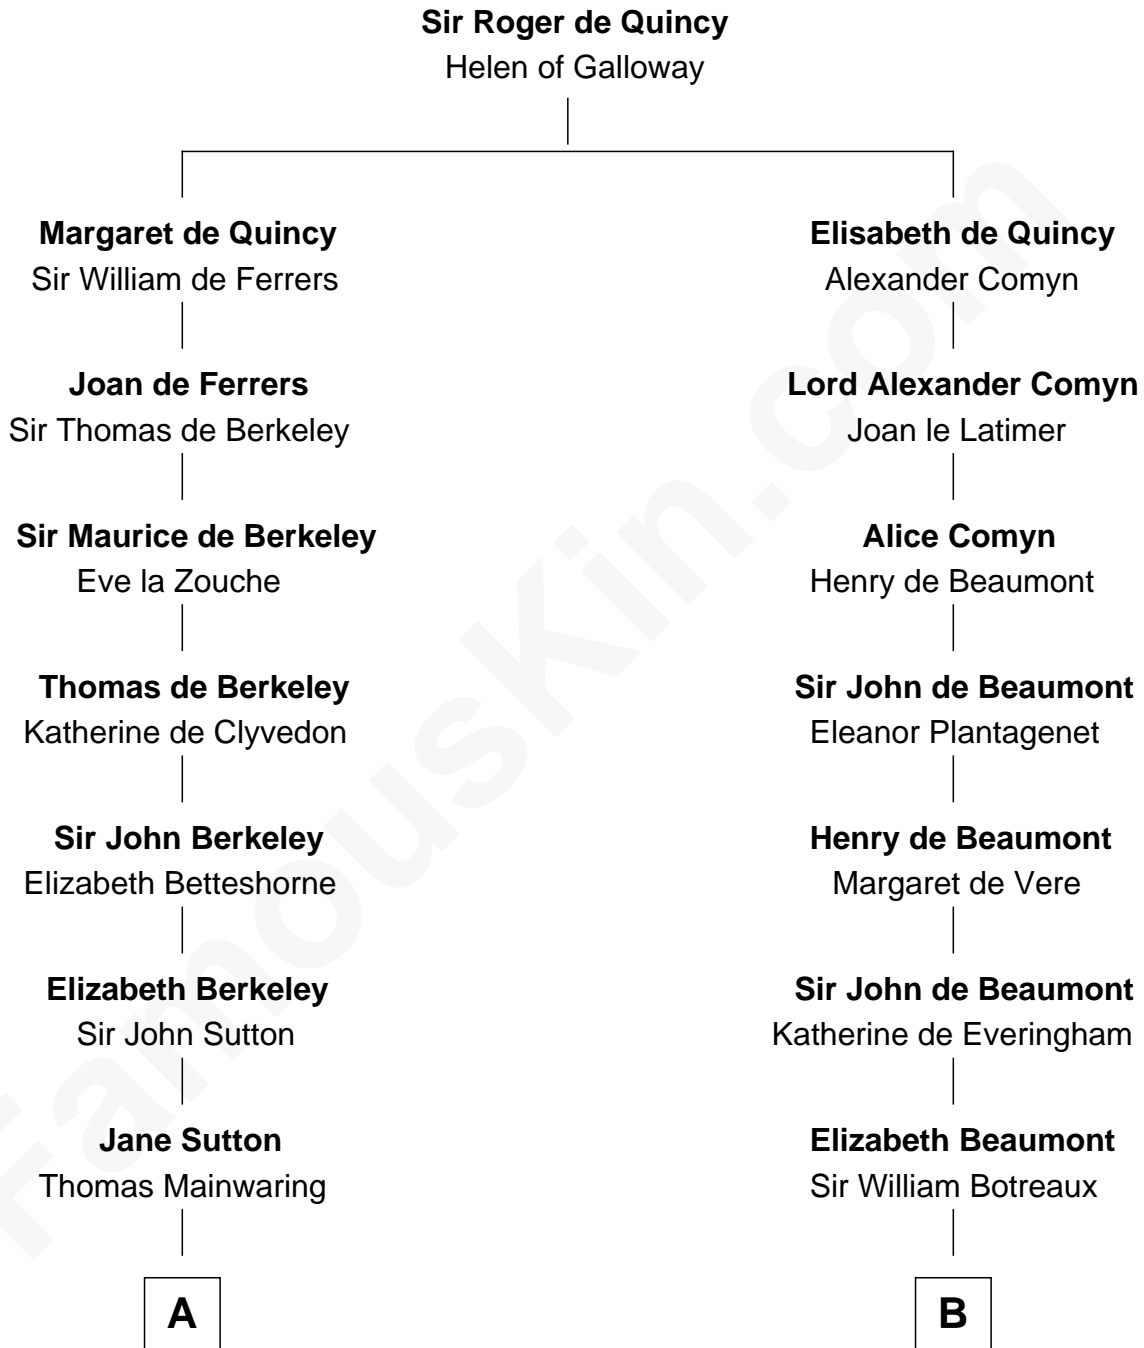 Sir Roger de Quincy
Helen of Galloway
Margaret de Quincy
Sir William de Ferrers
Elisabeth de Quincy
Alexander Comyn
Joan de Ferrers
Sir Thomas de Berkeley
Lord Alexander Comyn
Joan le Latimer
Sir Maurice de Berkeley
Eve la Zouche
Alice Comyn
Henry de Beaumont
Thomas de Berkeley
Katherine de Clyvedon
Sir John de Beaumont
Eleanor Plantagenet
Sir John Berkeley
Elizabeth Betteshorne
Henry de Beaumont
Margaret de Vere
Elizabeth Berkeley
Sir John Sutton
Sir John de Beaumont
Katherine de Everingham
Jane Sutton
Thomas Mainwaring
Elizabeth Beaumont
Sir William Botreaux
A
B
FamousKin.com